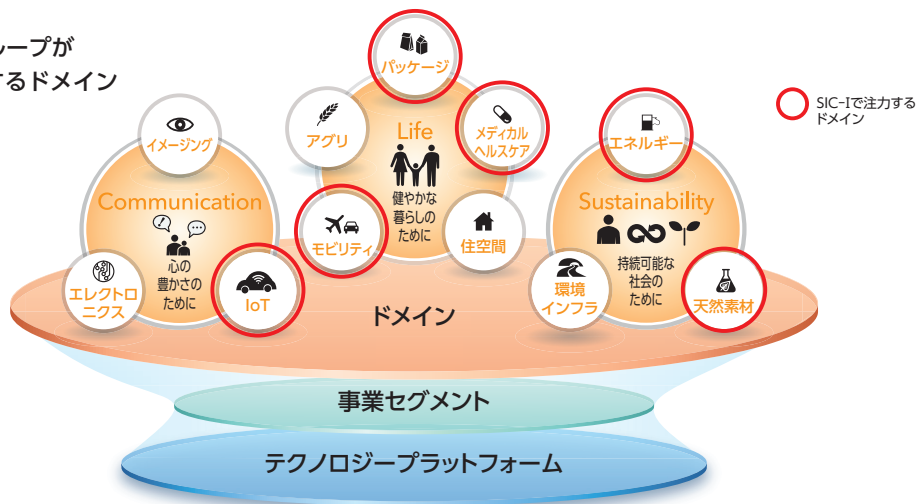 ループが
するドメイン
SIC-Iで注力する
ドメイン
パッケージ
アグリ
メディカル
ヘルスケア
Life
健やかな
暮らしの
ために
モビリティ
住空間
イメージング
Communication
心の
豊かさの
ために
エレクトロ
ニクス
IoT
エネルギー
Sustainability
持続可能な
社会の
ために
環境
インフラ
天然素材
ドメイン
事業セグメント
テクノロジープラットフォーム